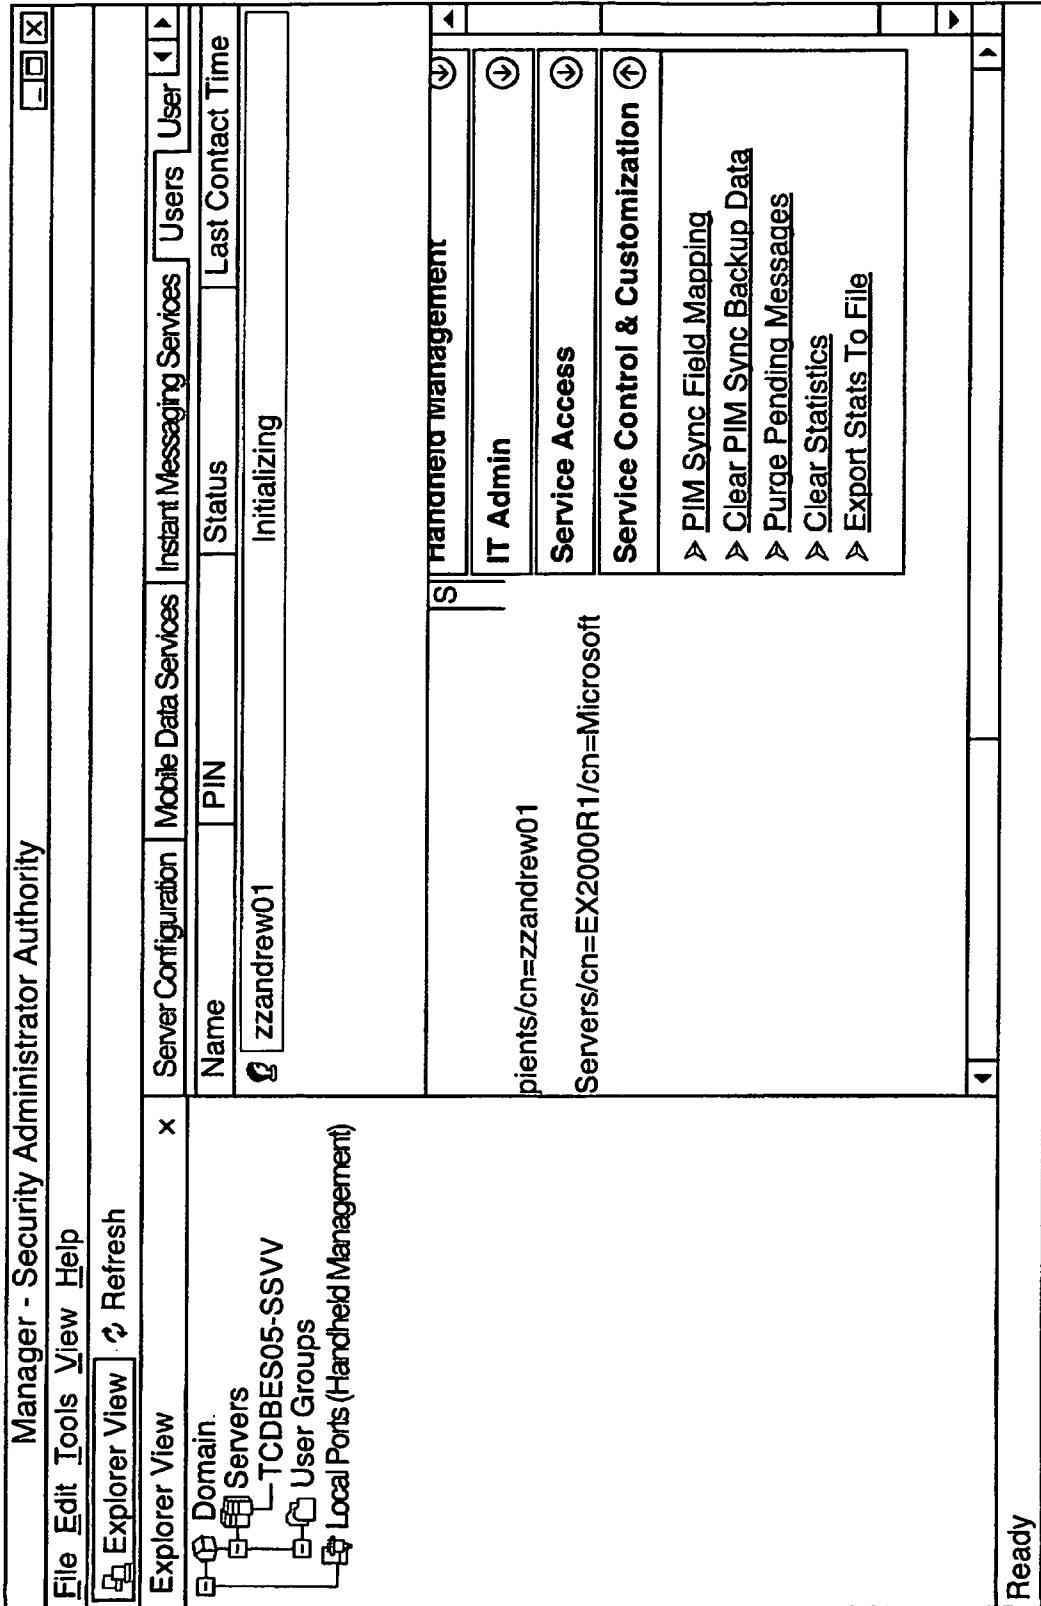 Manager - Security Administrator Authority
File Edit Tools View Help
Explorer View Refresh
Explorer View x
Domain
Servers
TCDBES05-SSVV
User Groups
Local Ports (Handheld Management)
Server Configuration Mobile Data Services Instant Messaging Services Users User
Name PIN Status Last Contact Time
zzandrew01 Initializing
S
pients/cn=zzandrew01
Servers/cn=EX2000R1/cn=Microsoft
Handheld Management
IT Admin
Service Access
Service Control & Customization
PIM Sync Field Mapping
Clear PIM Sync Backup Data
Purge Pending Messages
Clear Statistics
Export Stats To File
Ready